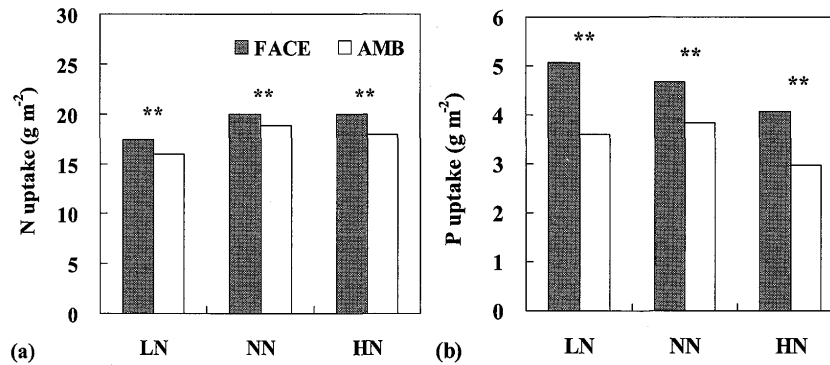 N uptake (g m⁻²)
30
25
20
15
10
5
0
FACE AMB
** ** **
LN NN HN
(a)
P uptake (g m⁻²)
6
5
4
3
2
1
0
** ** **
LN NN HN
(b)